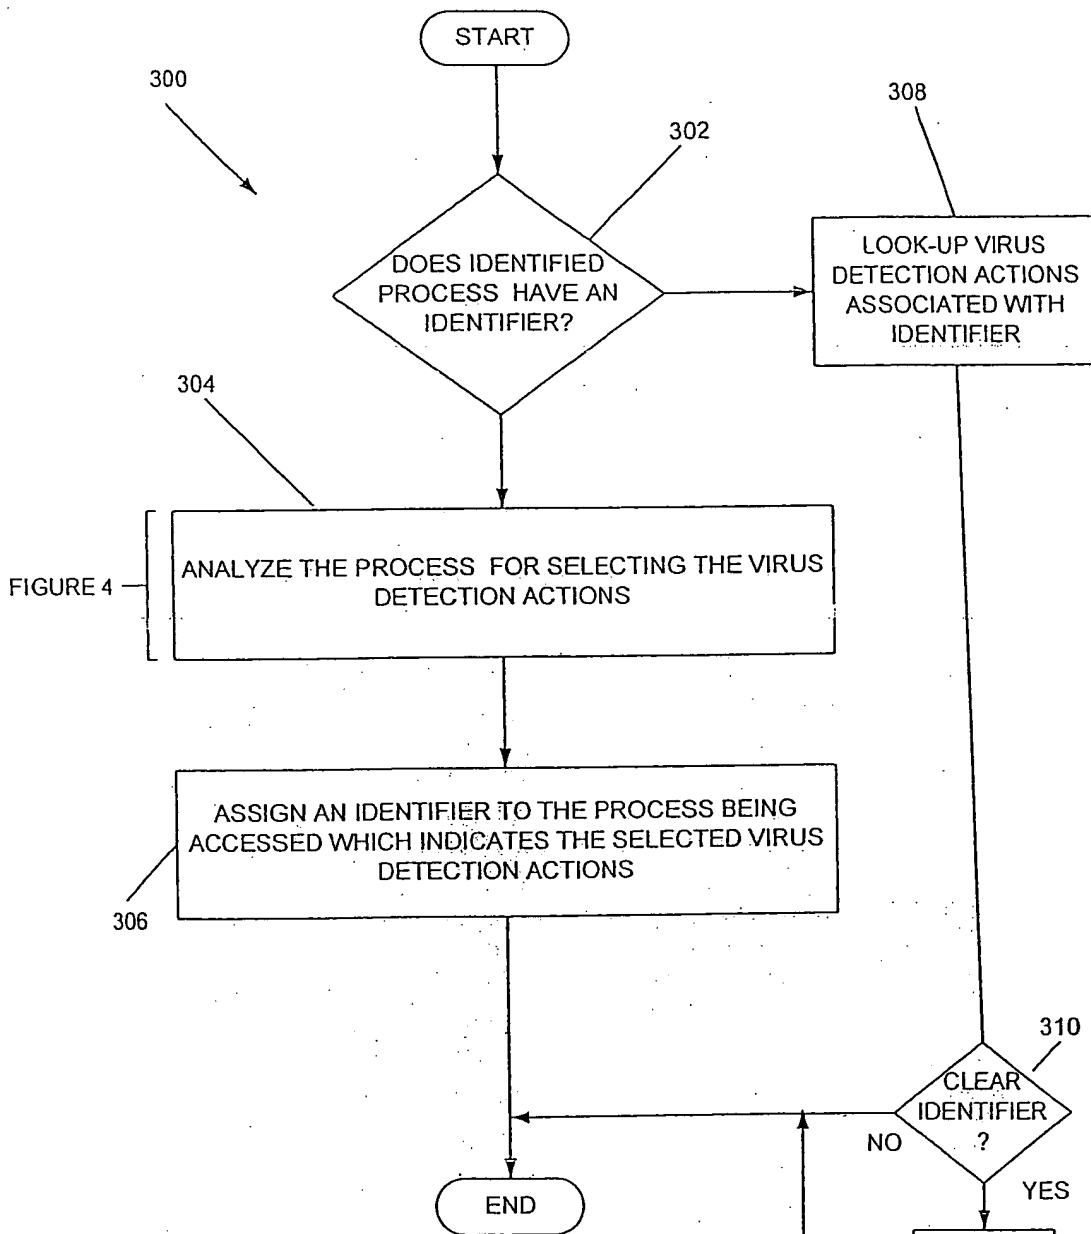 START
300
308
302
DOES IDENTIFIED
PROCESS HAVE AN
IDENTIFIER?
LOOK-UP VIRUS
DETECTION ACTIONS
ASSOCIATED WITH
IDENTIFIER
304
FIGURE 4
ANALYZE THE PROCESS FOR SELECTING THE VIRUS
DETECTION ACTIONS
ASSIGN AN IDENTIFIER TO THE PROCESS BEING
ACCESSED WHICH INDICATES THE SELECTED VIRUS
DETECTION ACTIONS
306
310
CLEAR
IDENTIFIER
?
NO
YES
END